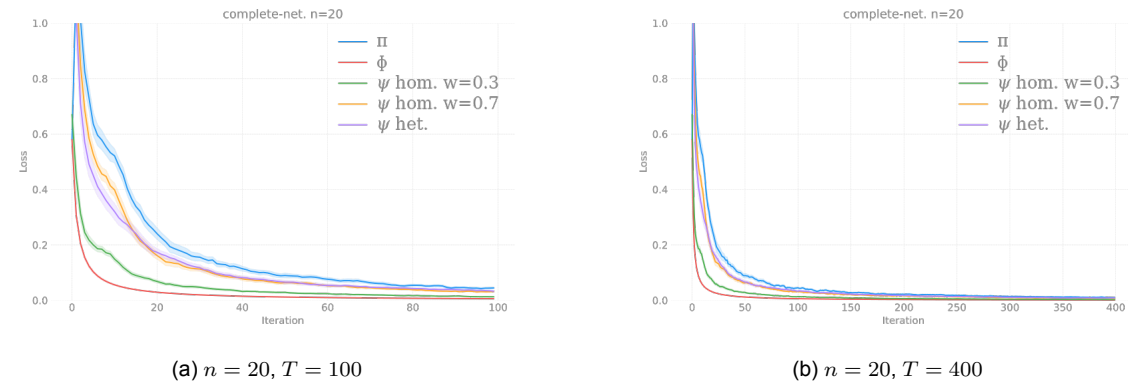 complete-net. n=20
1.0
0.8
0.6
0.4
0.2
0.0
Loss
0
20
40
60
80
100
Iteration
Π
Φ
ψ hom. w=0.3
ψ hom. w=0.7
ψ het.
(a) n = 20, T = 100
complete-net. n=20
1.0
0.8
0.6
0.4
0.2
0.0
Loss
0
50
100
150
200
250
300
350
400
Iteration
Π
Φ
ψ hom. w=0.3
ψ hom. w=0.7
ψ het.
(b) n = 20, T = 400